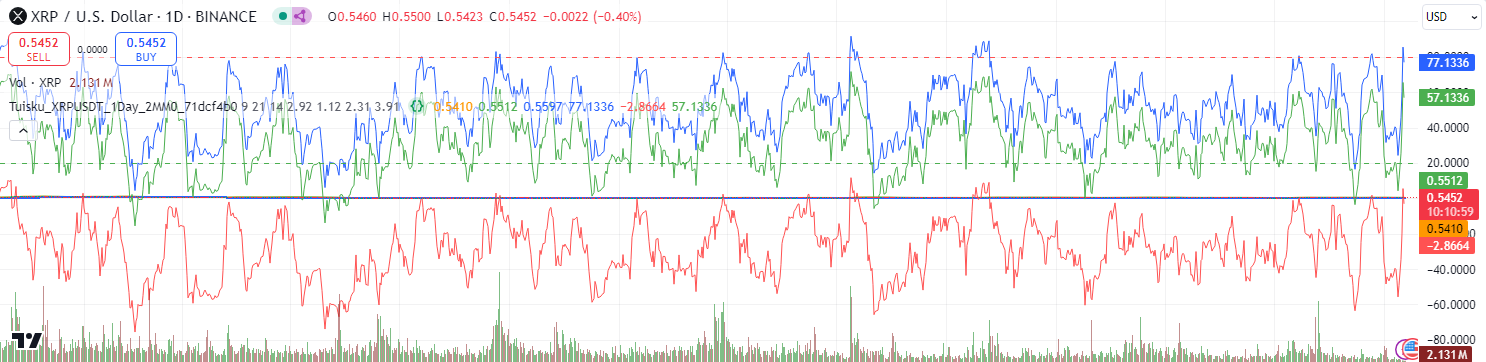 XRP / U.S. Dollar · 1D · BINANCE O0.5460 H0.5500 L0.5423 C0.5452 −0.0022 (−0.40%)
USD
0.5452
SELL
0.0000
0.5452
BUY
Vol · XRP 2.131 M
Tuisku_XRPUSDT_1Day_2MM0_71dcf4b0 9 21 14 2.92 1.12 2.31 3.91 {} 0.5410 0.5512 0.5597 77.1336 −2.8664 57.1336
77.1336
57.1336
40.0000
20.0000
0.5512
0.5452
10:10:59
0.5410
−2.8664
−40.0000
−60.0000
−80.0000
2.131 M